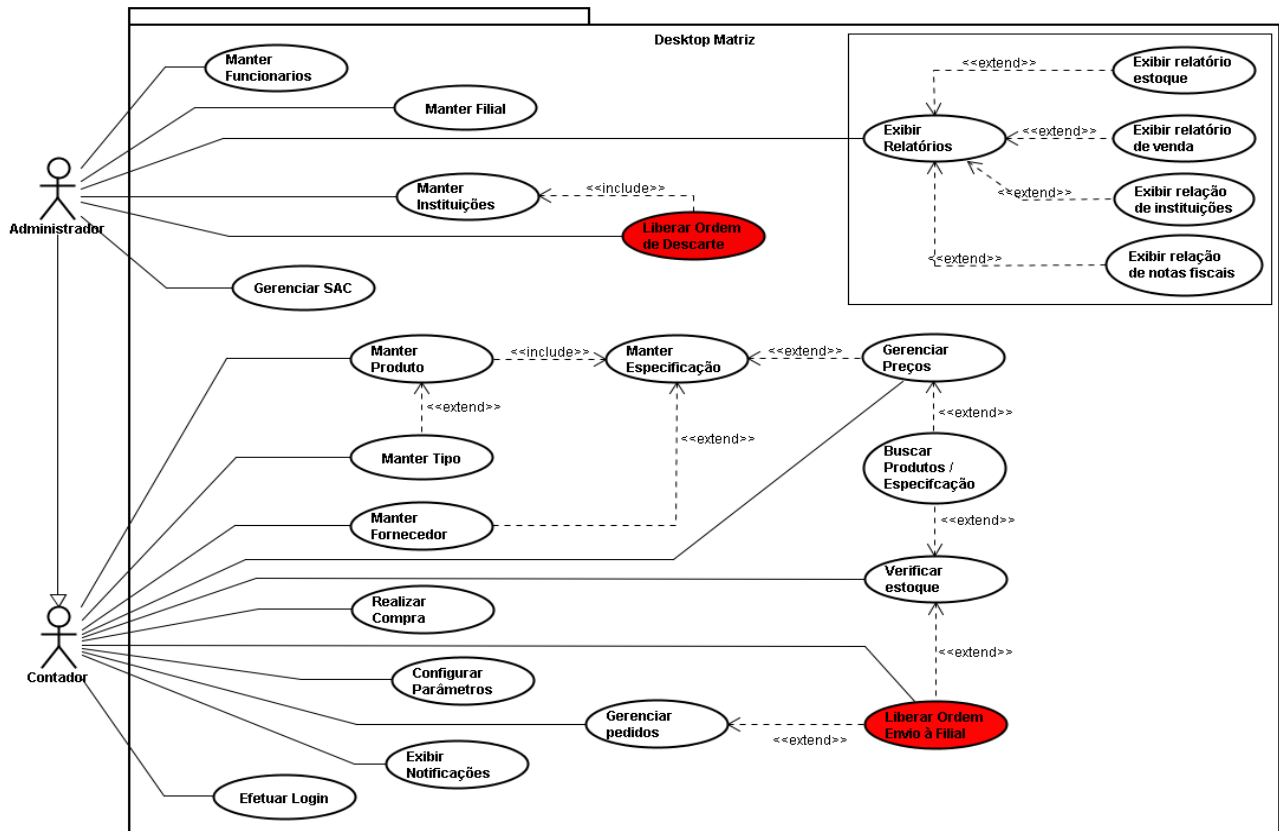 Desktop Matriz
Manter
Funcionarios
Manter Filial
Administrador
Manter
Instituições
<<include>>
Liberar Ordem
de Descarte
Gerenciar SAC
Exibir
Relatórios
<<extend>>
Exibir relatório
estoque
<<extend>>
Exibir relatório
de venda
<<extend>>
Exibir relação
de instituições
<<extend>>
Exibir relação
de notas fiscais
Manter
Produto
<<include>>
Manter
Especificação
<<extend>>
Gerenciar
Preços
<<extend>>
<<extend>>
<<extend>>
Manter Tipo
Buscar
Produtos /
Especifcação
Manter
Fornecedor
<<extend>>
Verificar
estoque
Realizar
Compra
Contador
<<extend>>
Configurar
Parâmetros
Gerenciar
pedidos
<<extend>>
Liberar Ordem
Envio à Filial
Exibir
Notificações
Efetuar Login